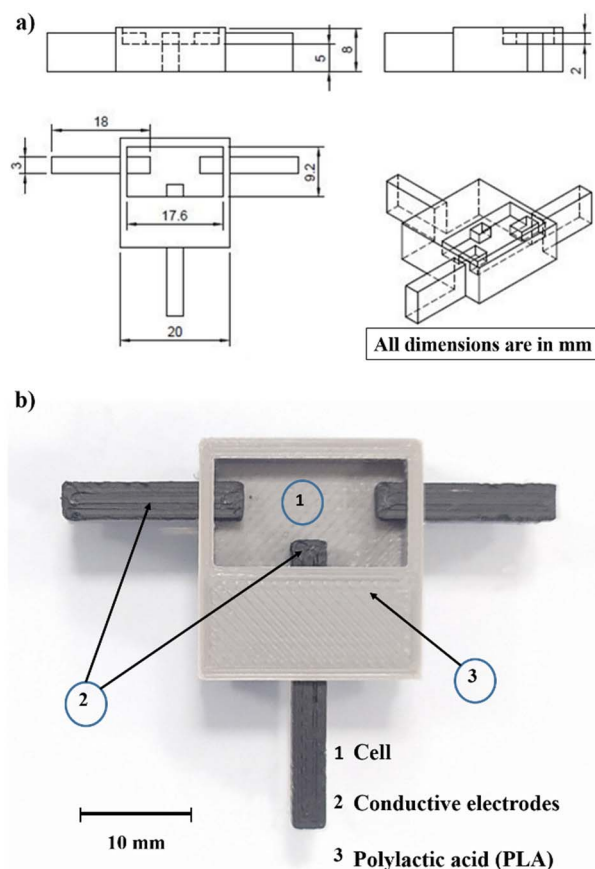 a)
5
8
2
18
3
9.2
17.6
20
All dimensions are in mm
b)
1
2
3
1 Cell
2 Conductive electrodes
10 mm
3 Polylactic acid (PLA)